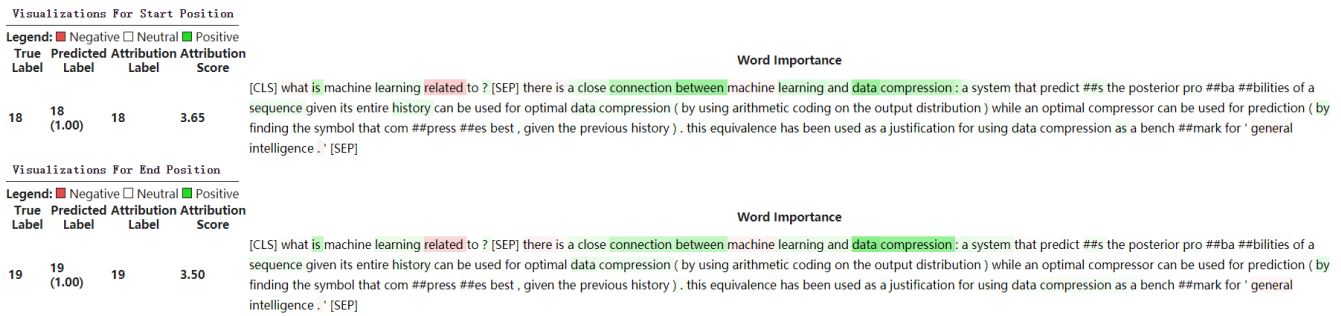 Visualizations For Start Position
Legend: Negative Neutral Positive
True Label Predicted Label Attribution Label Attribution Score Word Importance
18 18 (1.00) 18 3.65
[CLS] what is machine learning related to ? [SEP] there is a close connection between machine learning and data compression : a system that predict ##s the posterior pro ##ba ##bilities of a
sequence given its entire history can be used for optimal data compression ( by using arithmetic coding on the output distribution ) while an optimal compressor can be used for prediction ( by
finding the symbol that com ##press ##es best , given the previous history ) . this equivalence has been used as a justification for using data compression as a bench ##mark for ' general
intelligence . ' [SEP]
Visualizations For End Position
Legend: Negative Neutral Positive
True Label Predicted Label Attribution Label Attribution Score Word Importance
19 19 (1.00) 19 3.50
[CLS] what is machine learning related to ? [SEP] there is a close connection between machine learning and data compression : a system that predict ##s the posterior pro ##ba ##bilities of a
sequence given its entire history can be used for optimal data compression ( by using arithmetic coding on the output distribution ) while an optimal compressor can be used for prediction ( by
finding the symbol that com ##press ##es best , given the previous history ) . this equivalence has been used as a justification for using data compression as a bench ##mark for ' general
intelligence . ' [SEP]